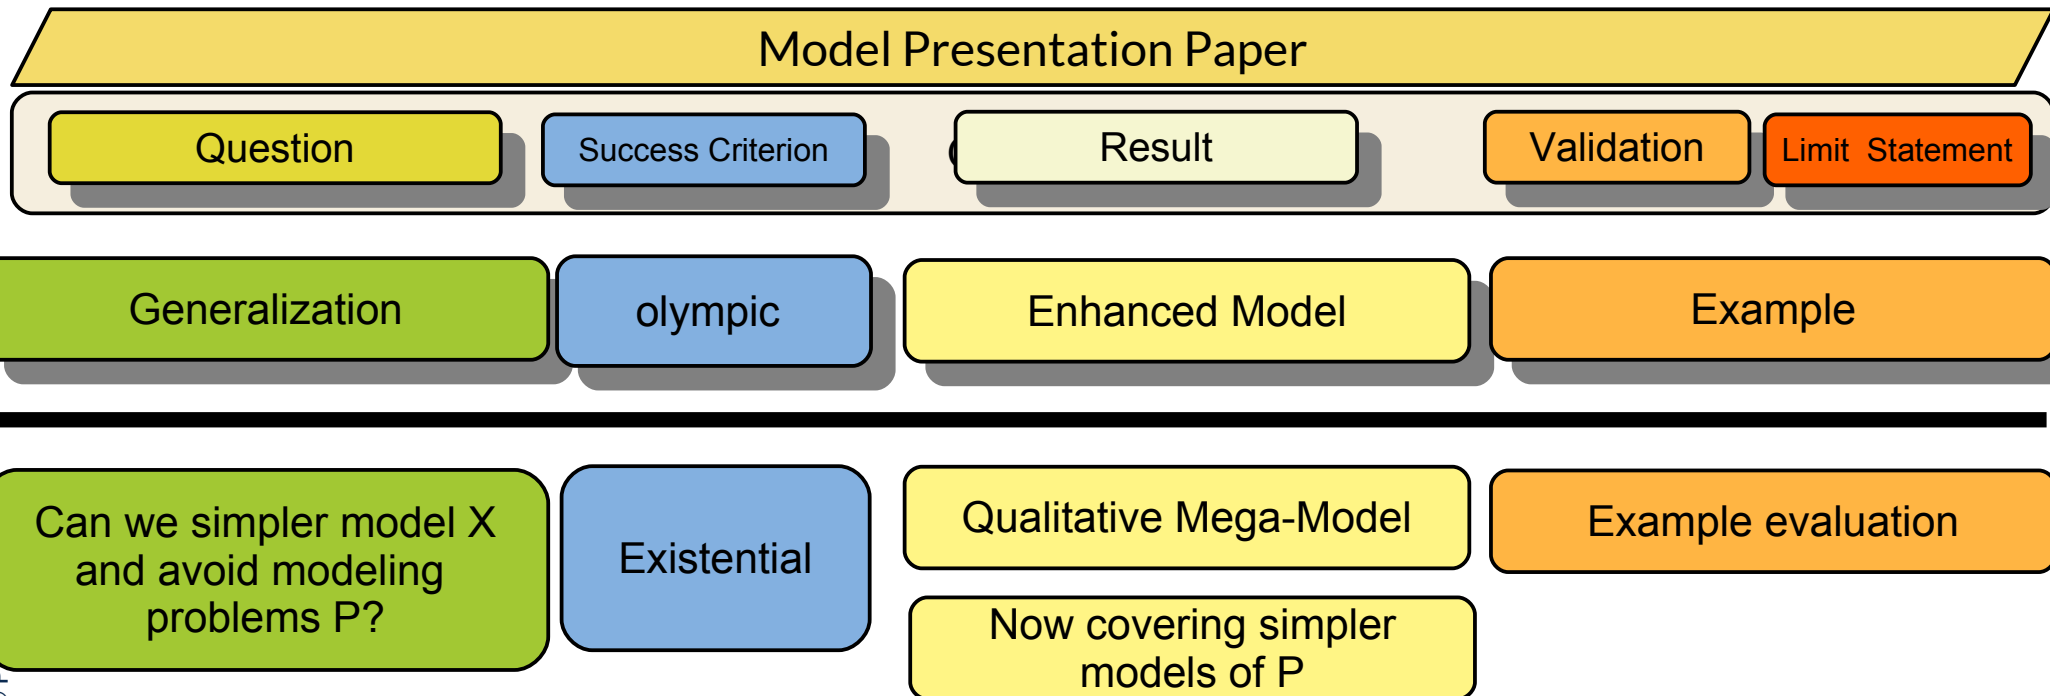 Model Presentation Paper
Question
Success Criterion
Result
Validation
Limit Statement
Generalization
olympic
Enhanced Model
Example
Can we simpler model X
and avoid modeling
problems P?
Existential
Qualitative Mega-Model
Example evaluation
Now covering simpler
models of P